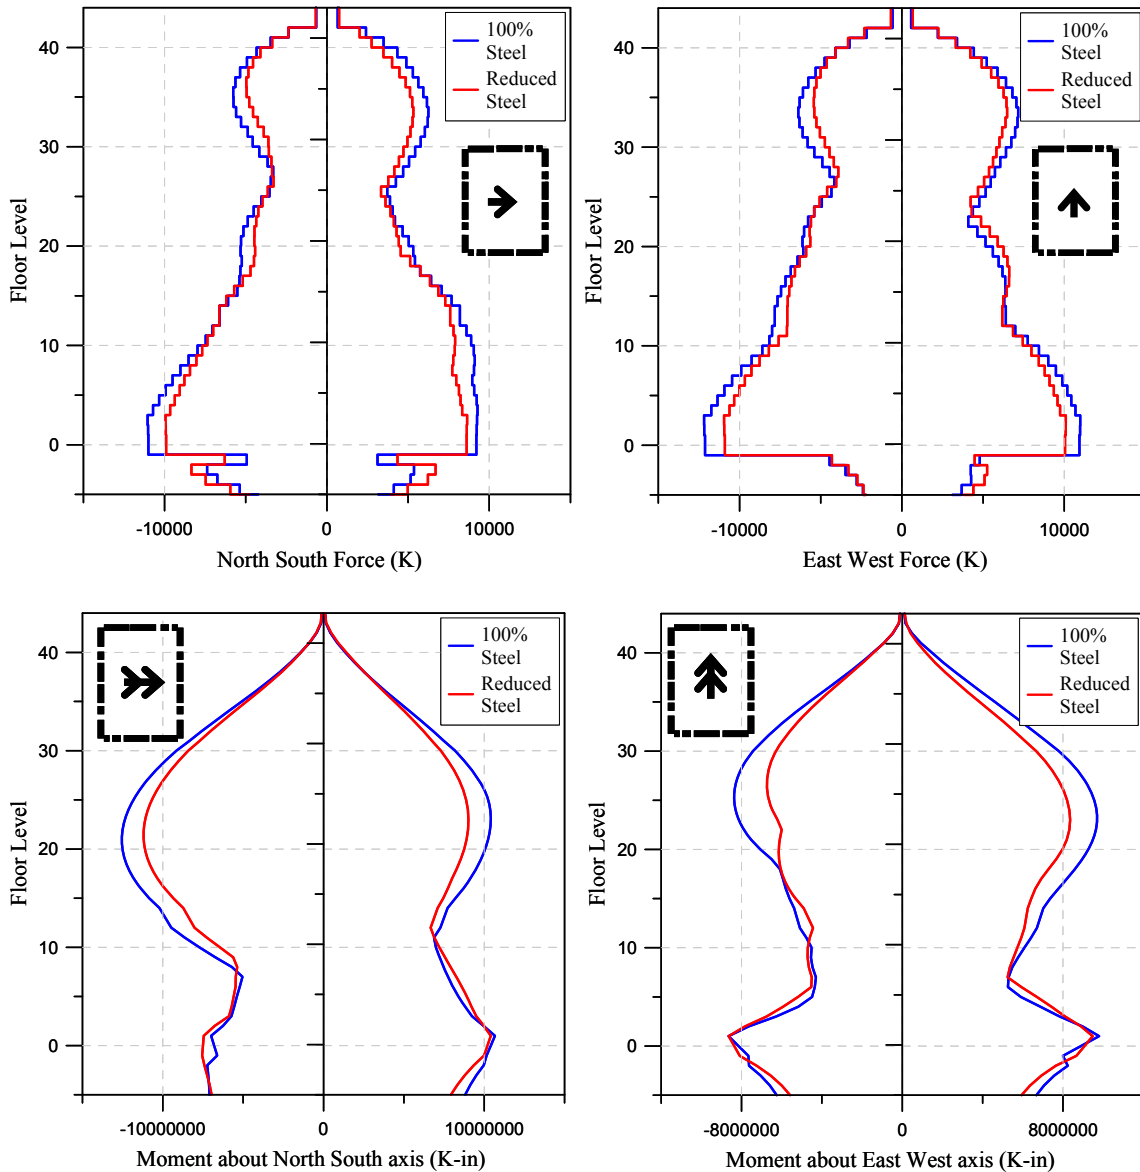 40
30
20
10
0
Floor Level
100%
Steel
Reduced
Steel
-10000
0
10000
North South Force (K)
40
30
20
10
0
Floor Level
100%
Steel
Reduced
Steel
-10000
0
10000
East West Force (K)
40
30
20
10
0
Floor Level
100%
Steel
Reduced
Steel
-10000000
0
10000000
Moment about North South axis (K-in)
40
30
20
10
0
Floor Level
100%
Steel
Reduced
Steel
-8000000
0
8000000
Moment about East West axis (K-in)